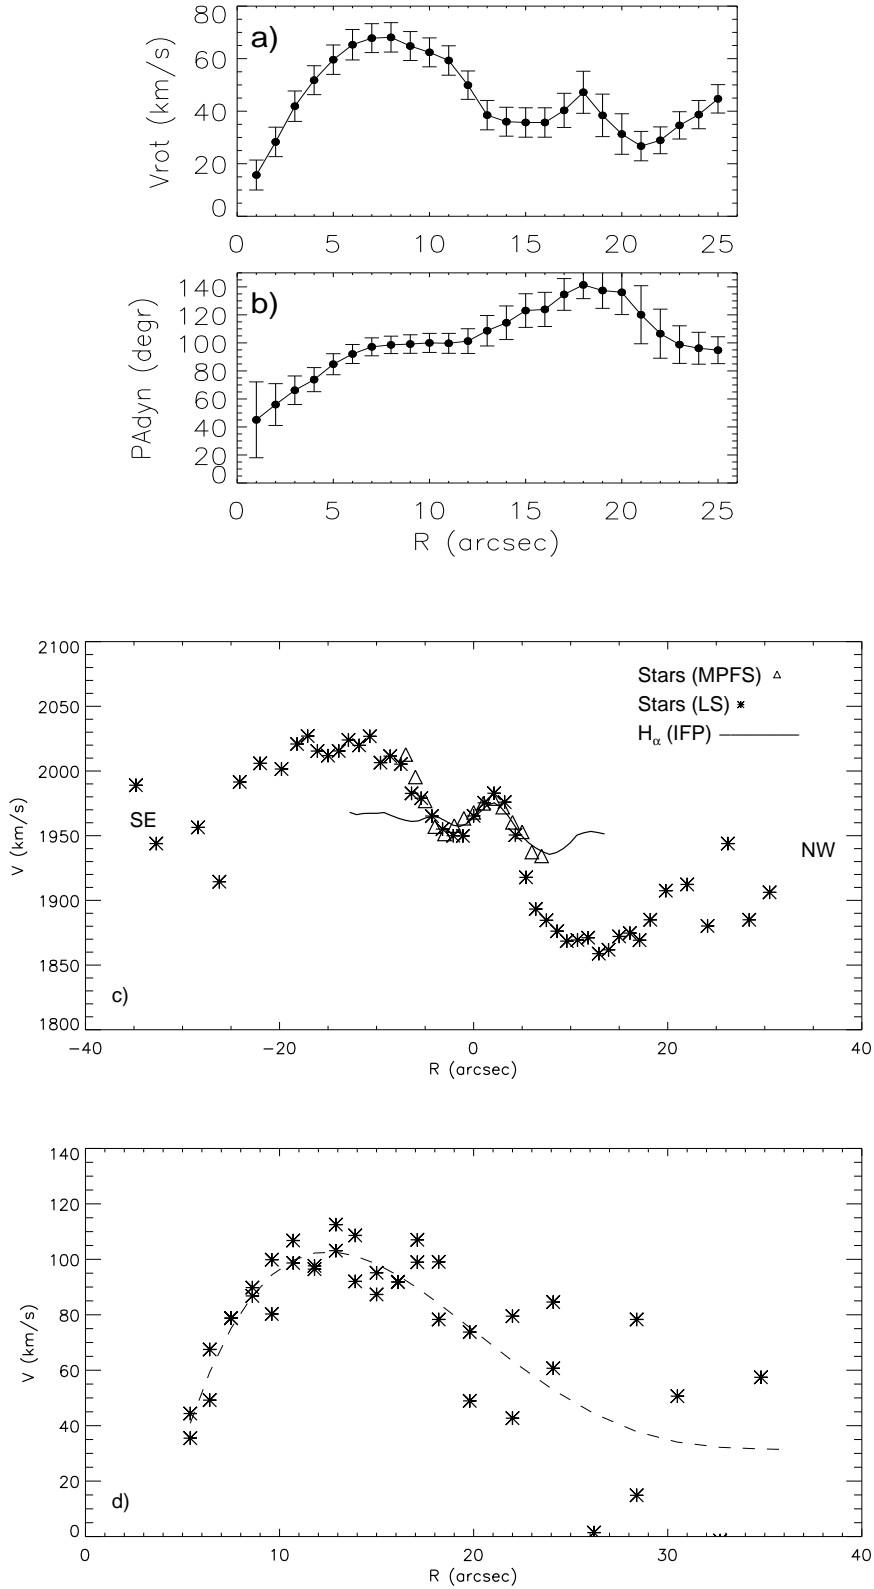 a)
Vrot (km/s)
80
60
40
20
0
0 5 10 15 20 25
b)
PAdyn (degr)
140
120
100
80
60
40
20
0
0 5 10 15 20 25
R (arcsec)
2100
2050
2000
1950
1900
1850
1800
V (km/s)
Stars (MPFS)
Stars (LS)
Hα (IFP)
SE
NW
c)
−40 −20 0 20 40
R (arcsec)
140
120
100
80
60
40
20
0
V (km/s)
d)
0 10 20 30 40
R (arcsec)